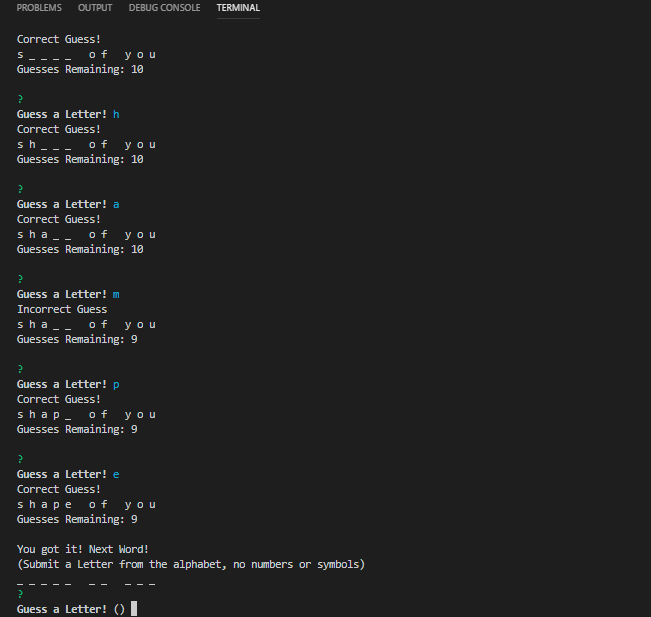 PROBLEMS OUTPUT DEBUG CONSOLE TERMINAL
Correct Guess!
s _ _ _ _   o f   y o u
Guesses Remaining: 10
?
Guess a Letter! h
Correct Guess!
s h _ _ _   o f   y o u
Guesses Remaining: 10
?
Guess a Letter! a
Correct Guess!
s h a _ _   o f   y o u
Guesses Remaining: 10
?
Guess a Letter! m
Incorrect Guess
s h a _ _   o f   y o u
Guesses Remaining: 9
?
Guess a Letter! p
Correct Guess!
s h a p _   o f   y o u
Guesses Remaining: 9
?
Guess a Letter! e
Correct Guess!
s h a p e   o f   y o u
Guesses Remaining: 9
You got it! Next Word!
(Submit a Letter from the alphabet, no numbers or symbols)
_ _ _ _ _   _ _   _ _ _
?
Guess a Letter! ()